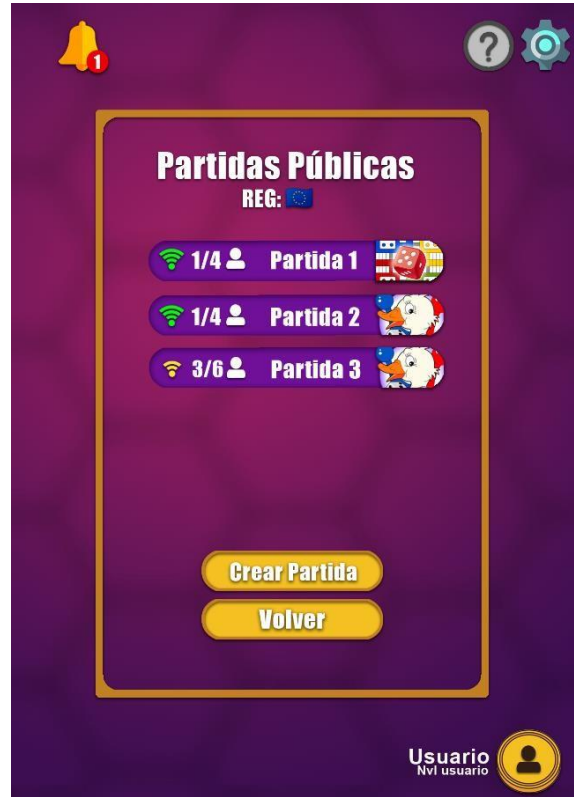 1
?
Partidas Públicas
REG:
1/4 Partida 1
1/4 Partida 2
3/6 Partida 3
Crear Partida
Volver
Usuario
Nvl usuario